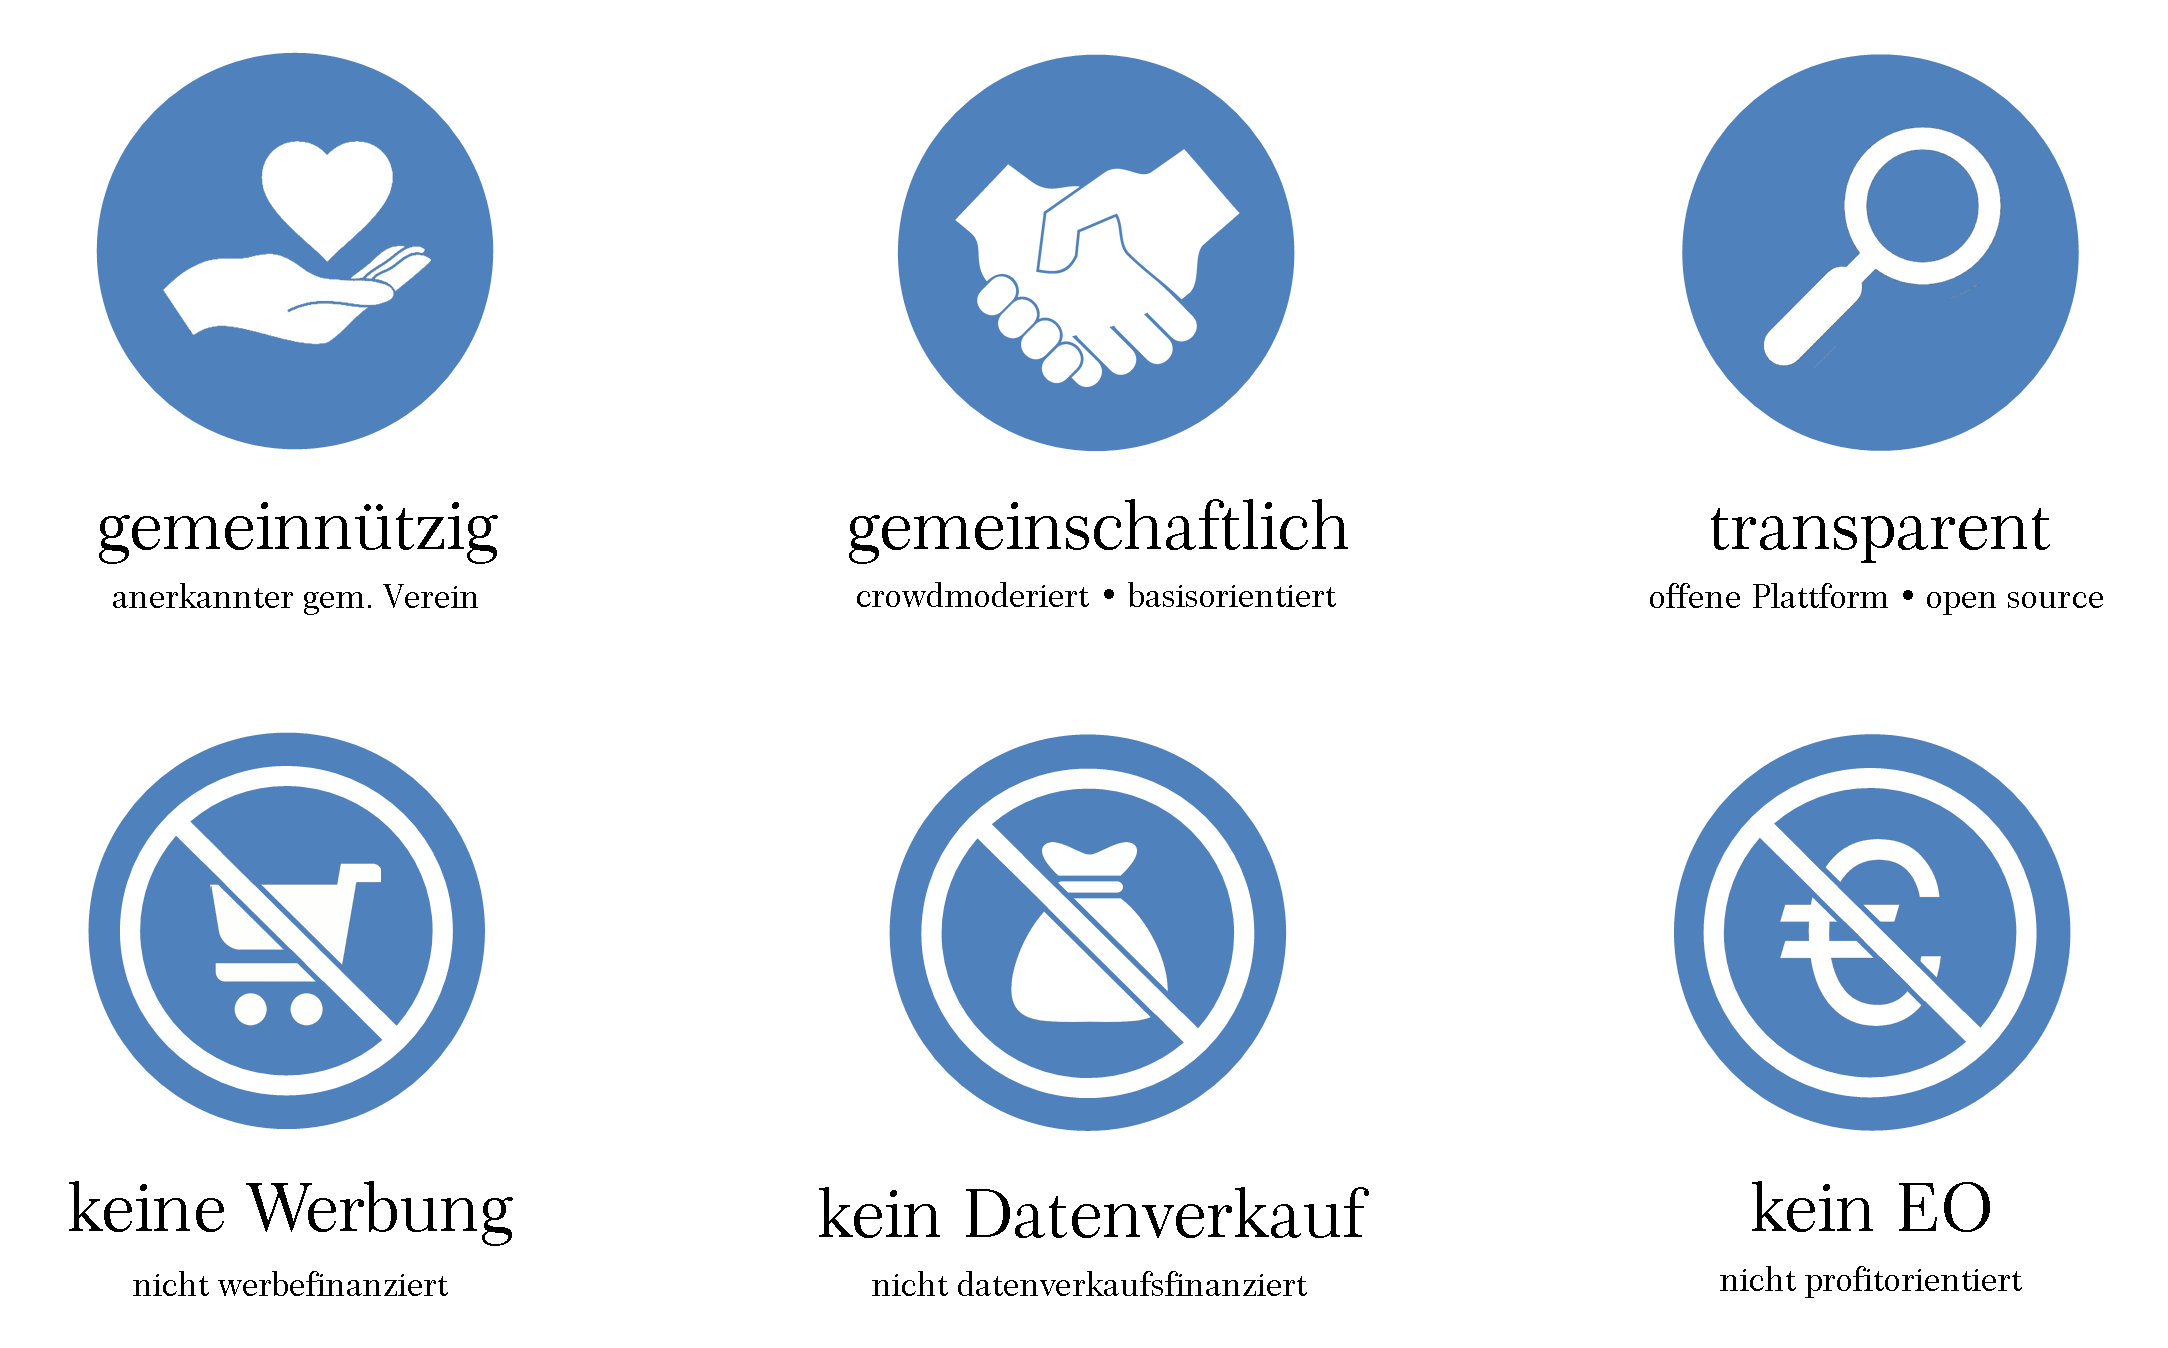 gemeinnützig
anerkannter gem. Verein
gemeinschaftlich
crowdmoderiert • basisorientiert
transparent
offene Plattform • open source
keine Werbung
nicht werbefinanziert
kein Datenverkauf
nicht datenverkaufsfinanziert
kein EO
nicht profitorientiert